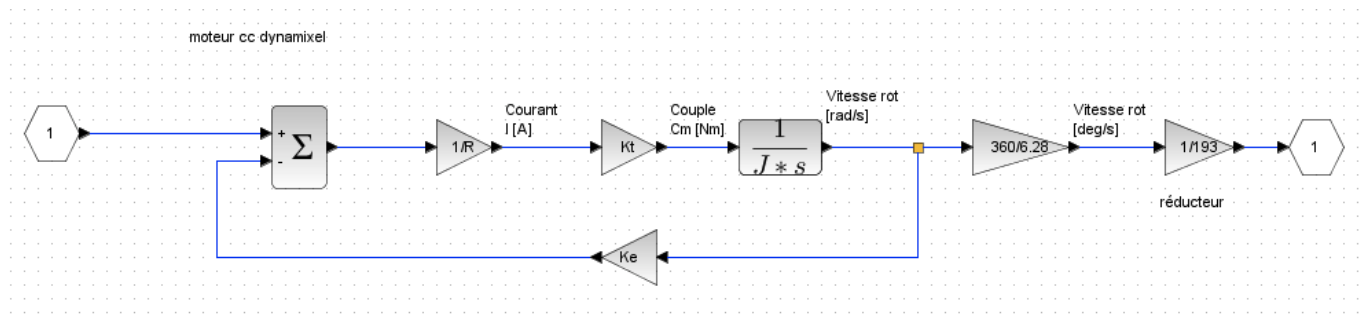 moteur cc dynamixel
1
+
-
Σ
1/R
Courant
I [A]
Kt
Couple
Cm [Nm]
1
J * s
Vitesse rot
[rad/s]
360/6.28
Vitesse rot
[deg/s]
1/193
réducteur
1
Ke